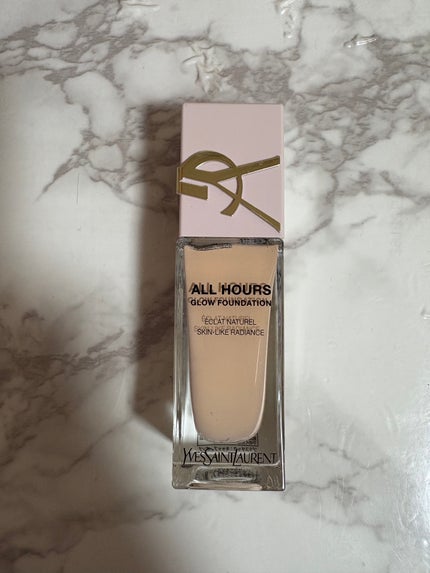 ALL HOURS
GLOW FOUNDATION
ÉCLAT NATUREL
SKIN-LIKE RADIANCE
YVESSAINTLAURENT